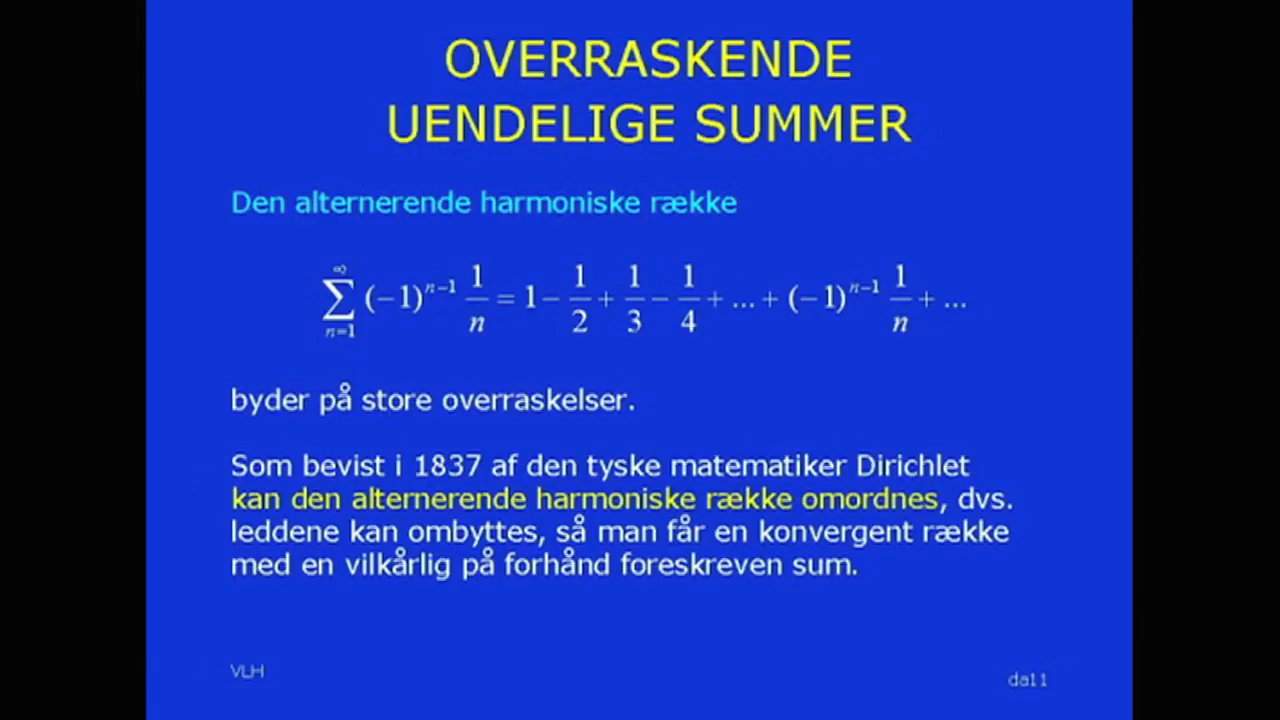 OVERRASKENDE
UENDELIGE SUMMER
Den alternerende harmoniske række
∑_{n=1}^{∞} (−1)^{n−1} 1/n = 1 − 1/2 + 1/3 − 1/4 + ... + (−1)^{n−1} 1/n + ...
byder på store overraskelser.
Som bevist i 1837 af den tyske matematiker Dirichlet
kan den alternerende harmoniske række omordnes, dvs.
leddene kan ombyttes, så man får en konvergent række
med en vilkårlig på forhånd foreskreven sum.
VLH
da11